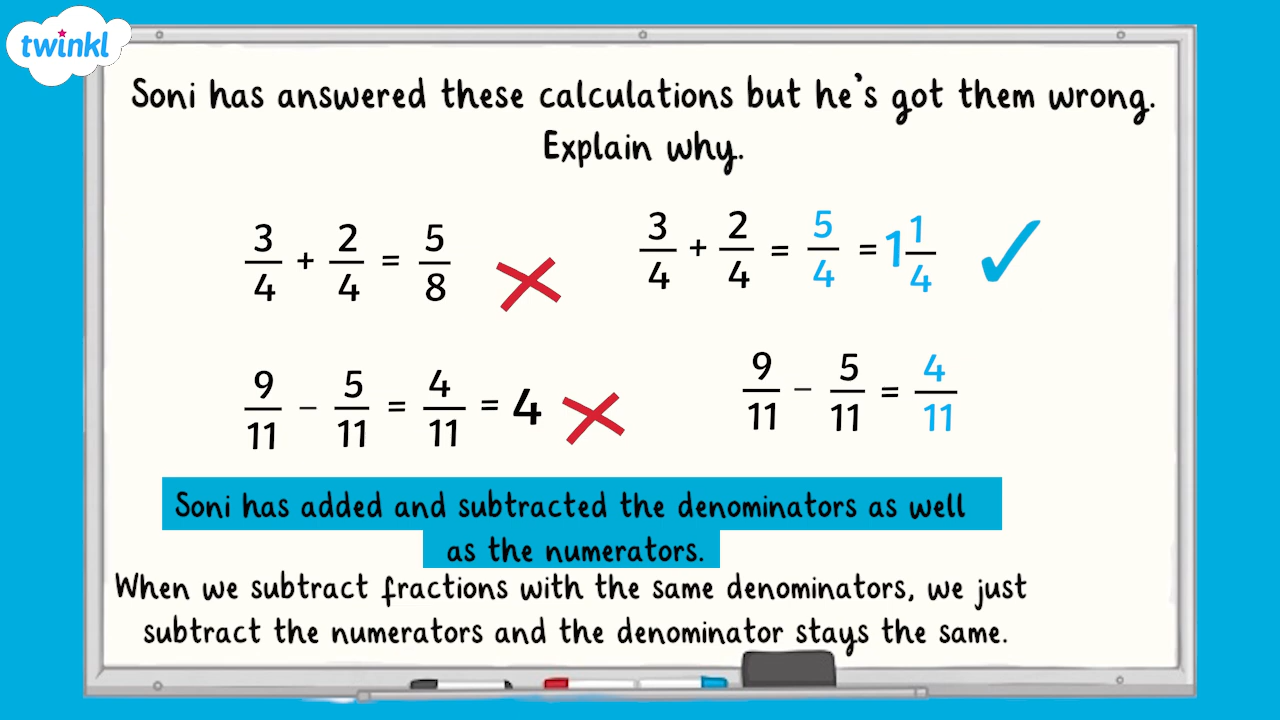 twinkl
Soni has answered these calculations but he's got them wrong.
Explain why.
3/4 + 2/4 = 5/8
3/4 + 2/4 = 5/4 = 1 1/4
9/11 − 5/11 = 4/11 = 4
9/11 − 5/11 = 4/11
Soni has added and subtracted the denominators as well
as the numerators.
When we subtract fractions with the same denominators, we just
subtract the numerators and the denominator stays the same.